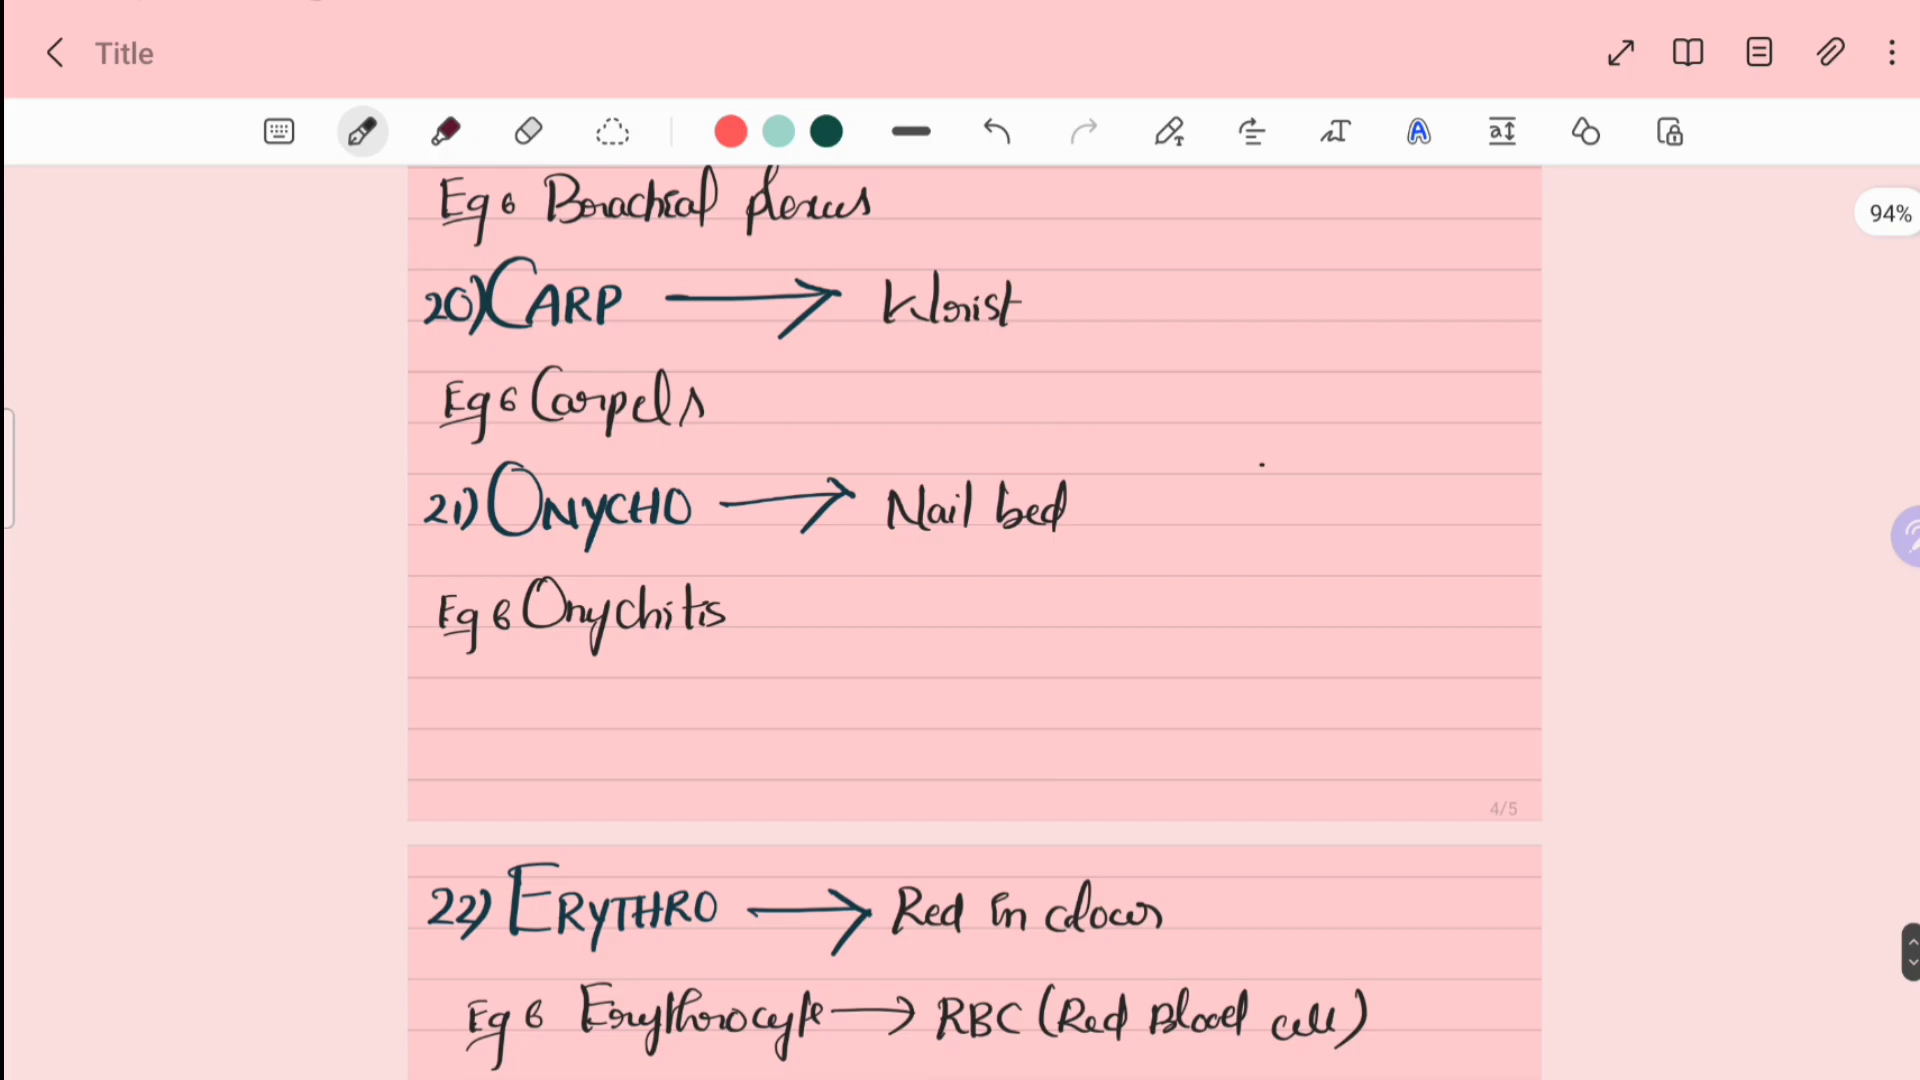 Title
94%
Eg: Brachial plexus
20) CARP → Wrist
Eg: Carpels
21) ONYCHO → Nail bed
Eg: Onychitis
4/5
22) ERYTHRO → Red in colour
Eg: Erythrocyte → RBC (Red Blood cell)